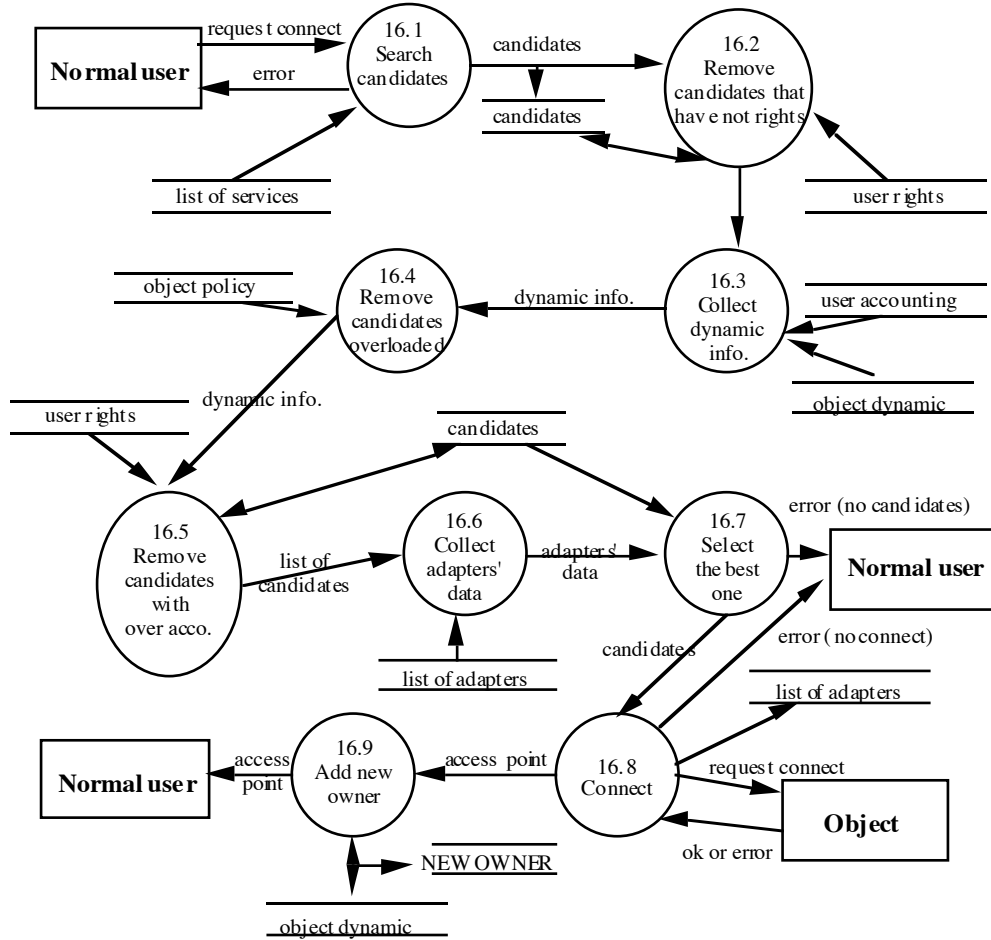 request connect
Normal user
error
16.1
Search
candidates
candidates
candidates
16.2
Remove
candidates that
have not rights
list of services
user rights
object policy
16.4
Remove
candidates
overloaded
dynamic info.
16.3
Collect
dynamic
info.
user accounting
object dynamic
dynamic info.
user rights
candidates
16.5
Remove
candidates
with
over acco.
list of
candidates
16.6
Collect
adapters'
data
adapters'
data
16.7
Select
the best
one
error (no candidates)
Normal user
error (no connect)
candidates
list of adapters
list of adapters
Normal user
access
point
16.9
Add new
owner
access point
16.8
Connect
request connect
Object
ok or error
NEW OWNER
object dynamic